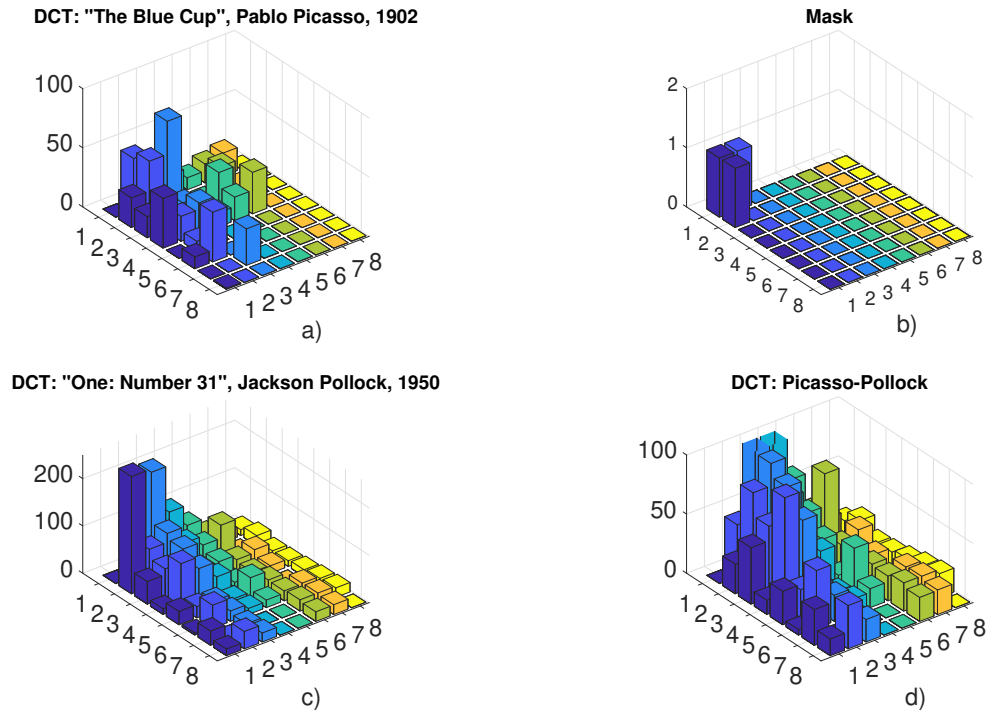 DCT: "The Blue Cup", Pablo Picasso, 1902
100
50
0
1 2 3 4 5 6 7 8
1 2 3 4 5 6 7 8
a)
Mask
2
1
0
1 2 3 4 5 6 7 8
1 2 3 4 5 6 7 8
b)
DCT: "One: Number 31", Jackson Pollock, 1950
200
100
0
1 2 3 4 5 6 7 8
1 2 3 4 5 6 7 8
c)
DCT: Picasso-Pollock
100
50
0
1 2 3 4 5 6 7 8
1 2 3 4 5 6 7 8
d)